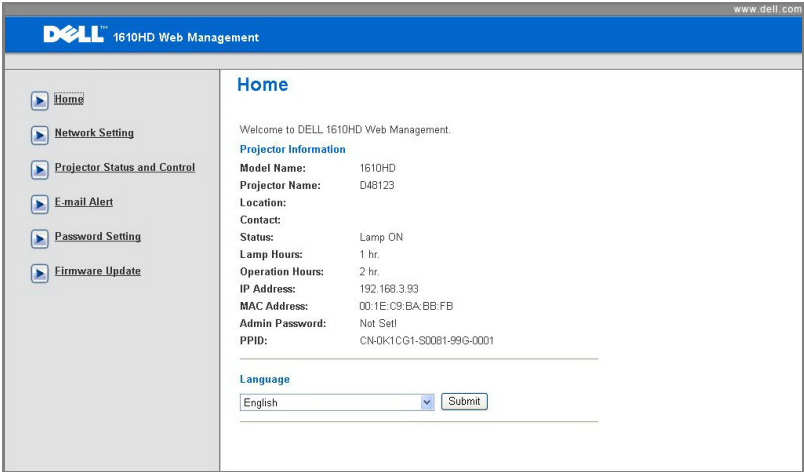 www.dell.com
DELL™ 1610HD Web Management
Home
Network Setting
Projector Status and Control
E-mail Alert
Password Setting
Firmware Update
Home
Welcome to DELL 1610HD Web Management.
Projector Information
Model Name: 1610HD
Projector Name: D48123
Location:
Contact:
Status: Lamp ON
Lamp Hours: 1 hr.
Operation Hours: 2 hr.
IP Address: 192.168.3.93
MAC Address: 00:1E:C9:BA:BB:FB
Admin Password: Not Set!
PPID: CN-0K1CG1-S0081-99G-0001
Language
English Submit